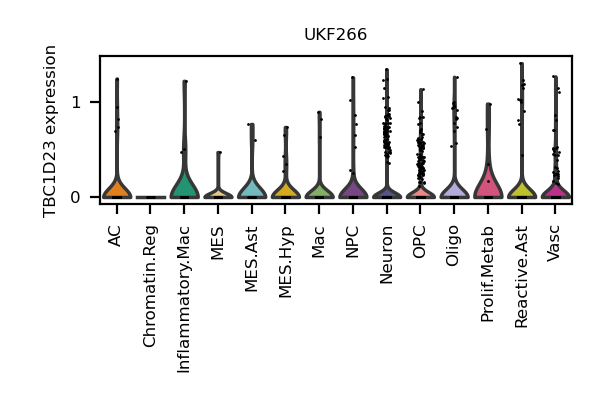 UKF266
TBC1D23 expression
1
0
AC
Chromatin.Reg
Inflammatory.Mac
MES
MES.Ast
MES.Hyp
Mac
NPC
Neuron
OPC
Oligo
Prolif.Metab
Reactive.Ast
Vasc